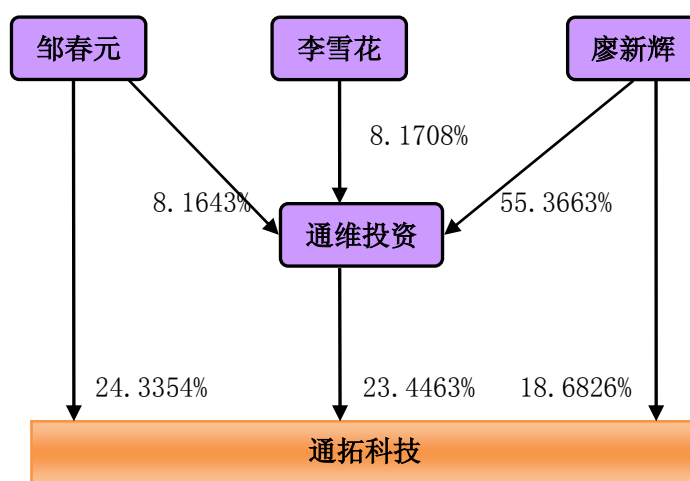 邹春元
李雪花
廖新辉
8.1708%
8.1643%
55.3663%
通维投资
24.3354%
23.4463%
18.6826%
通拓科技